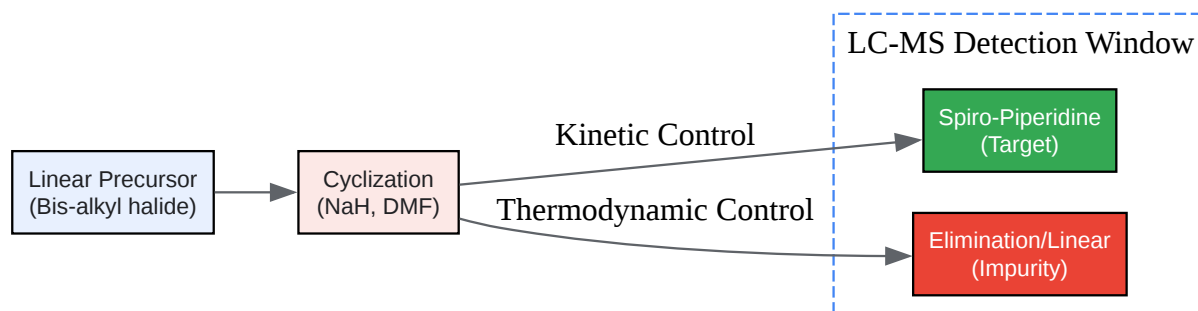 LC-MS Detection Window
Linear Precursor
(Bis-alkyl halide)
Cyclization
(NaH, DMF)
Kinetic Control
Thermodynamic Control
Spiro-Piperidine
(Target)
Elimination/Linear
(Impurity)